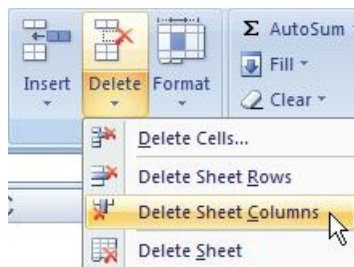 Insert Delete Format
Σ AutoSum
Fill
Clear
Delete Cells...
Delete Sheet Rows
Delete Sheet Columns
Delete Sheet